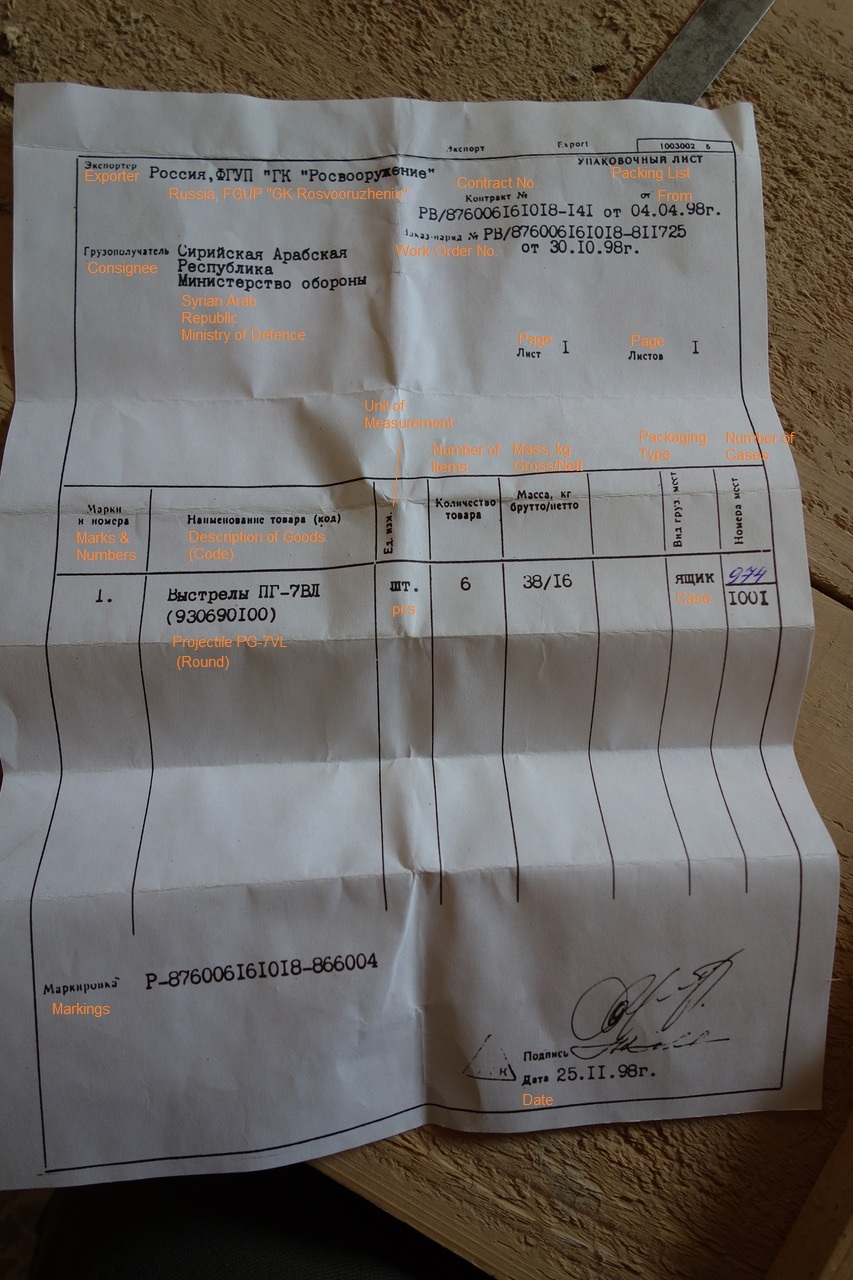 Экспорт Export 1003002 6
Экспортер Россия,ФГУП "ГК "Росвооружение" УПАКОВОЧНЫЙ ЛИСТ
Exporter Russia, FGUP "GK Rosvooruzhenie" Packing List
Contract No. From
Контракт № от
РВ/876006I6I0I8-I4I от 04.04.98г.
Заказ-наряд № РВ/876006I6I0I8-8II725
Work Order No. от 30.I0.98г.
Грузополучатель Сирийская Арабская
Consignee Республика
Министерство обороны
Syrian Arab
Republic
Ministry of Defence
Page Page
Лист I Листов I
Unit of
Measurement
Number of Items
Mass, kg Gross/Nett
Packaging Type
Number of Cases
Марки и номера
Marks & Numbers
Наименование товара (код)
Description of Goods (Code)
Ед. изм.
Количество товара
Масса, кг брутто/нетто
Вид груз. мест
Номера мест
1. Выстрелы ПГ-7ВЛ шт. 6 38/I6 ящик 974
(930690I00) pcs Case I00I
Projectile PG-7VL
(Round)
Маркировка Р-876006I6I0I8-866004
Markings
Подпись
Дата 25.II.98г.
Date